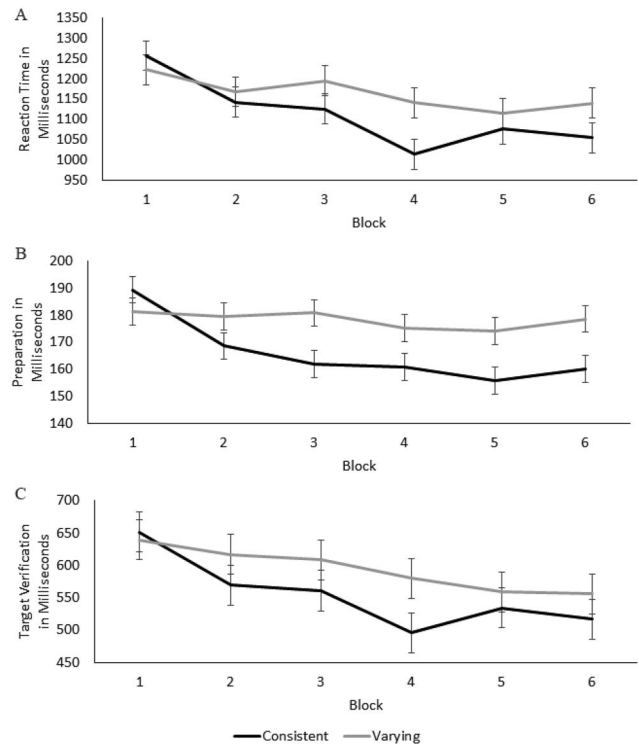 A
Reaction Time in
Milliseconds
1350
1300
1250
1200
1150
1100
1050
1000
950
1 2 3 4 5 6
Block
B
Preparation in
Milliseconds
200
190
180
170
160
150
140
1 2 3 4 5 6
Block
C
Target Verification
in Milliseconds
700
650
600
550
500
450
1 2 3 4 5 6
Block
Consistent Varying